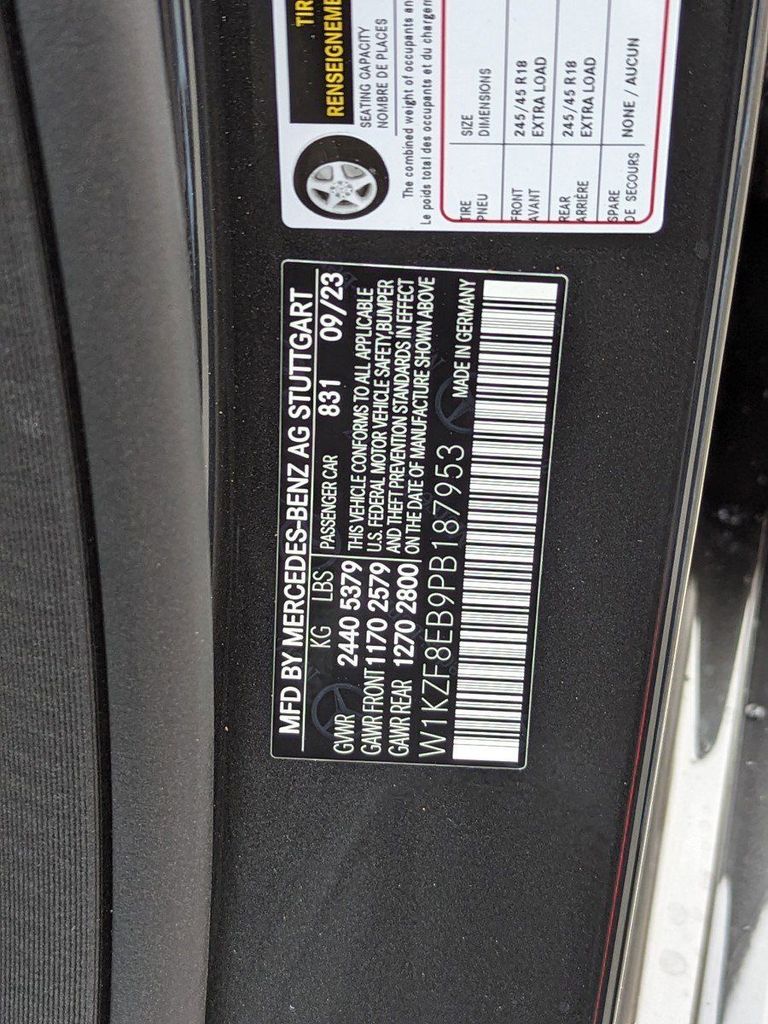 MFD BY MERCEDES-BENZ AG STUTTGART
KG LBS PASSENGER CAR 831 09/23
GVWR 2440 5379 THIS VEHICLE CONFORMS TO ALL APPLICABLE
GAWR FRONT 1170 2579 U.S. FEDERAL MOTOR VEHICLE SAFETY,BUMPER
GAWR REAR 1270 2800 AND THEFT PREVENTION STANDARDS IN EFFECT
ON THE DATE OF MANUFACTURE SHOWN ABOVE
W1KZF8EB9PB187953 MADE IN GERMANY
TIR
RENSEIGNEME
SEATING CAPACITY
NOMBRE DE PLACES
The combined weight of occupants an
Le poids total des occupants et du chargem
TIRE SIZE
PNEU DIMENSIONS
FRONT 245/45 R18
AVANT EXTRA LOAD
REAR 245/45 R18
ARRIÈRE EXTRA LOAD
SPARE NONE / AUCUN
DE SECOURS